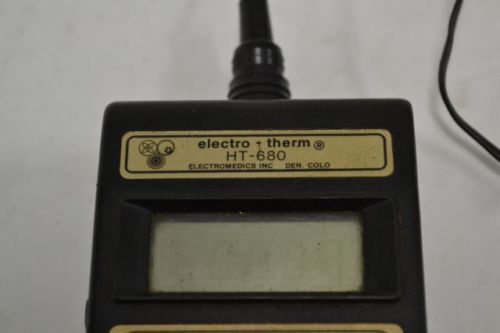 electro - therm®
HT-680
ELECTROMEDICS INC DEN. COLO